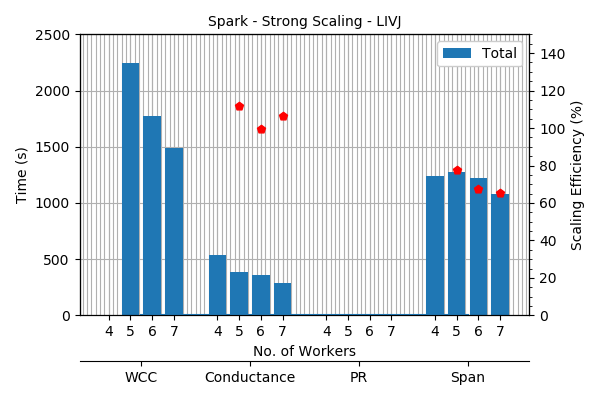 Spark - Strong Scaling - LIVJ
Total
Time (s)
2500
2000
1500
1000
500
0
Scaling Efficiency (%)
140
120
100
80
60
40
20
0
4 5 6 7 4 5 6 7 4 5 6 7 4 5 6 7
No. of Workers
WCC Conductance PR Span